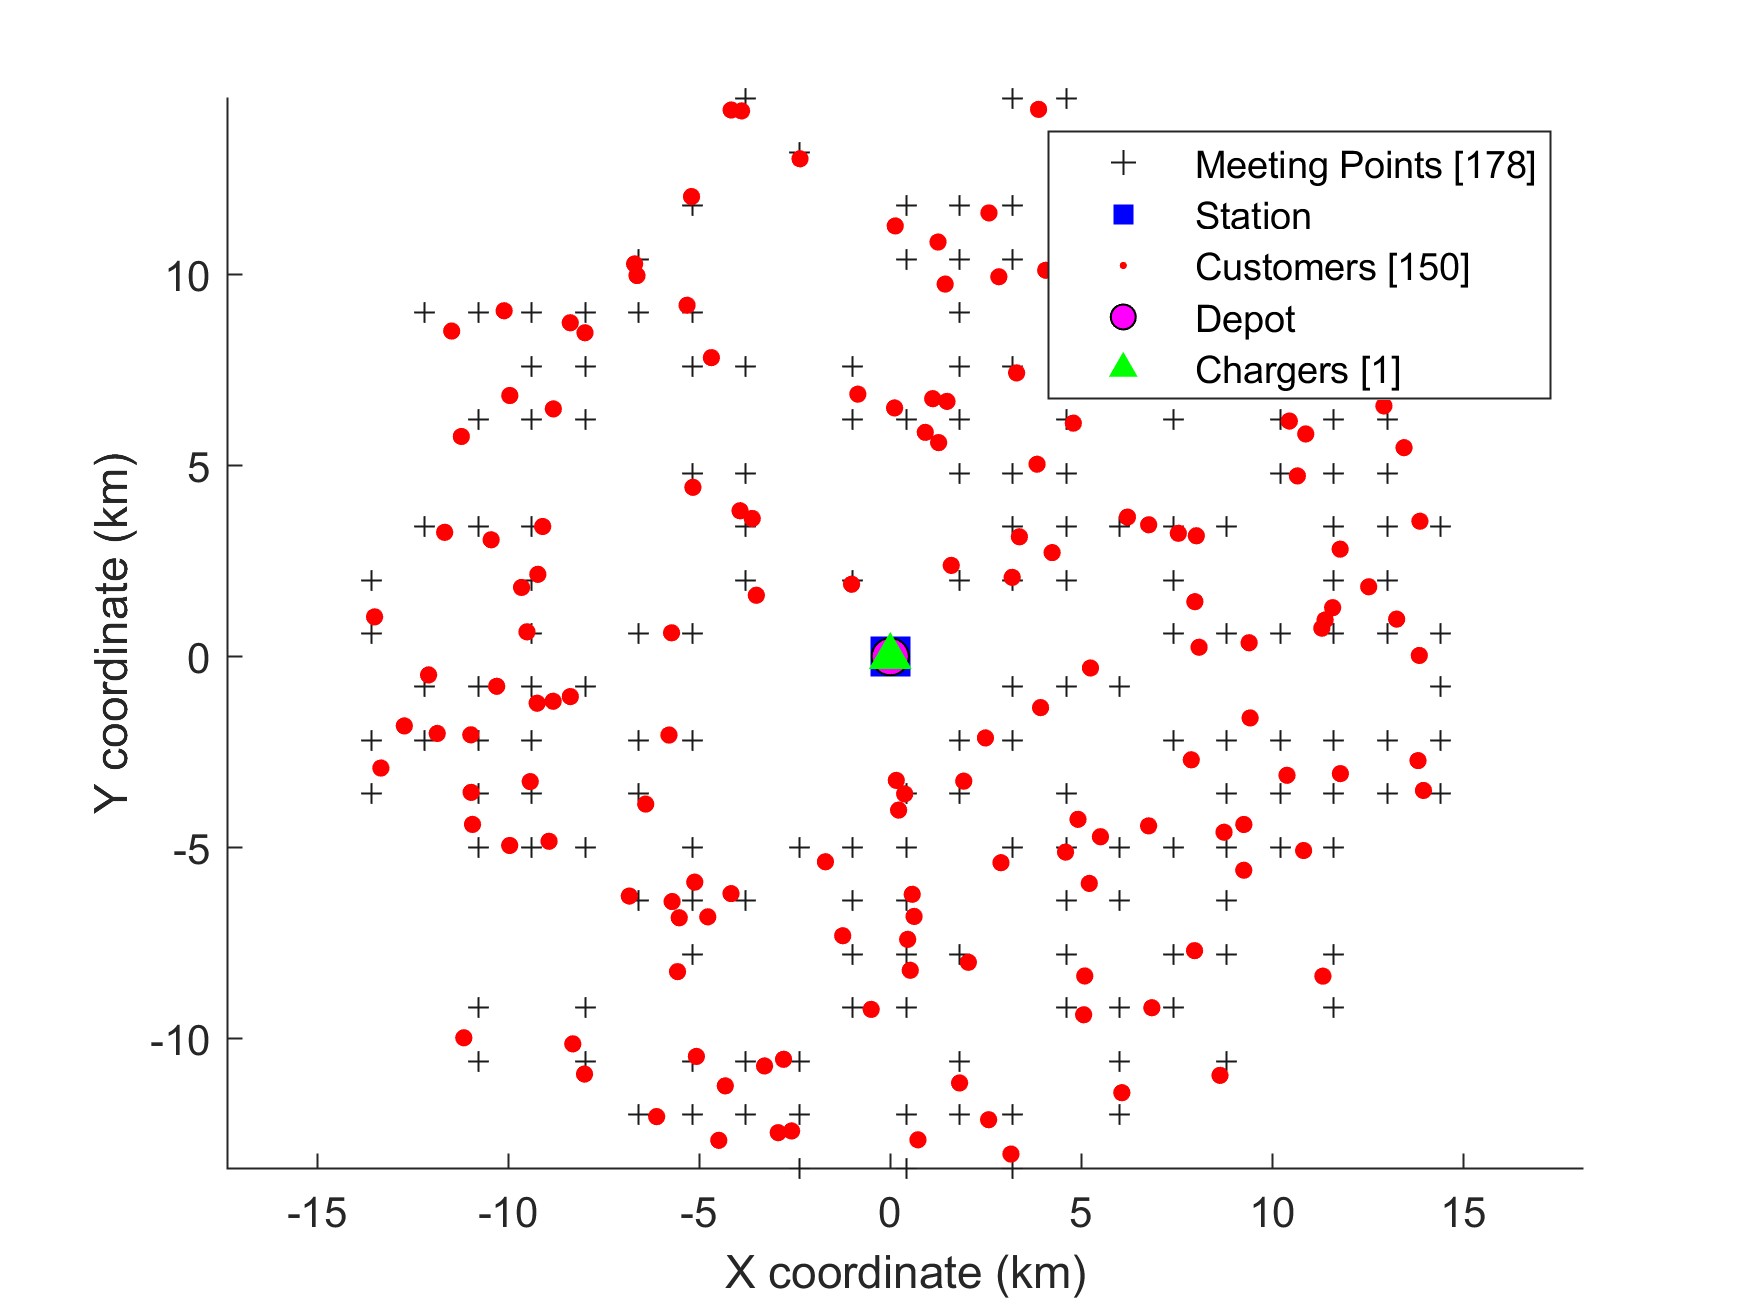 Meeting Points [178]
Station
Customers [150]
Depot
Chargers [1]
10
5
0
-5
-10
Y coordinate (km)
-15 -10 -5 0 5 10 15
X coordinate (km)